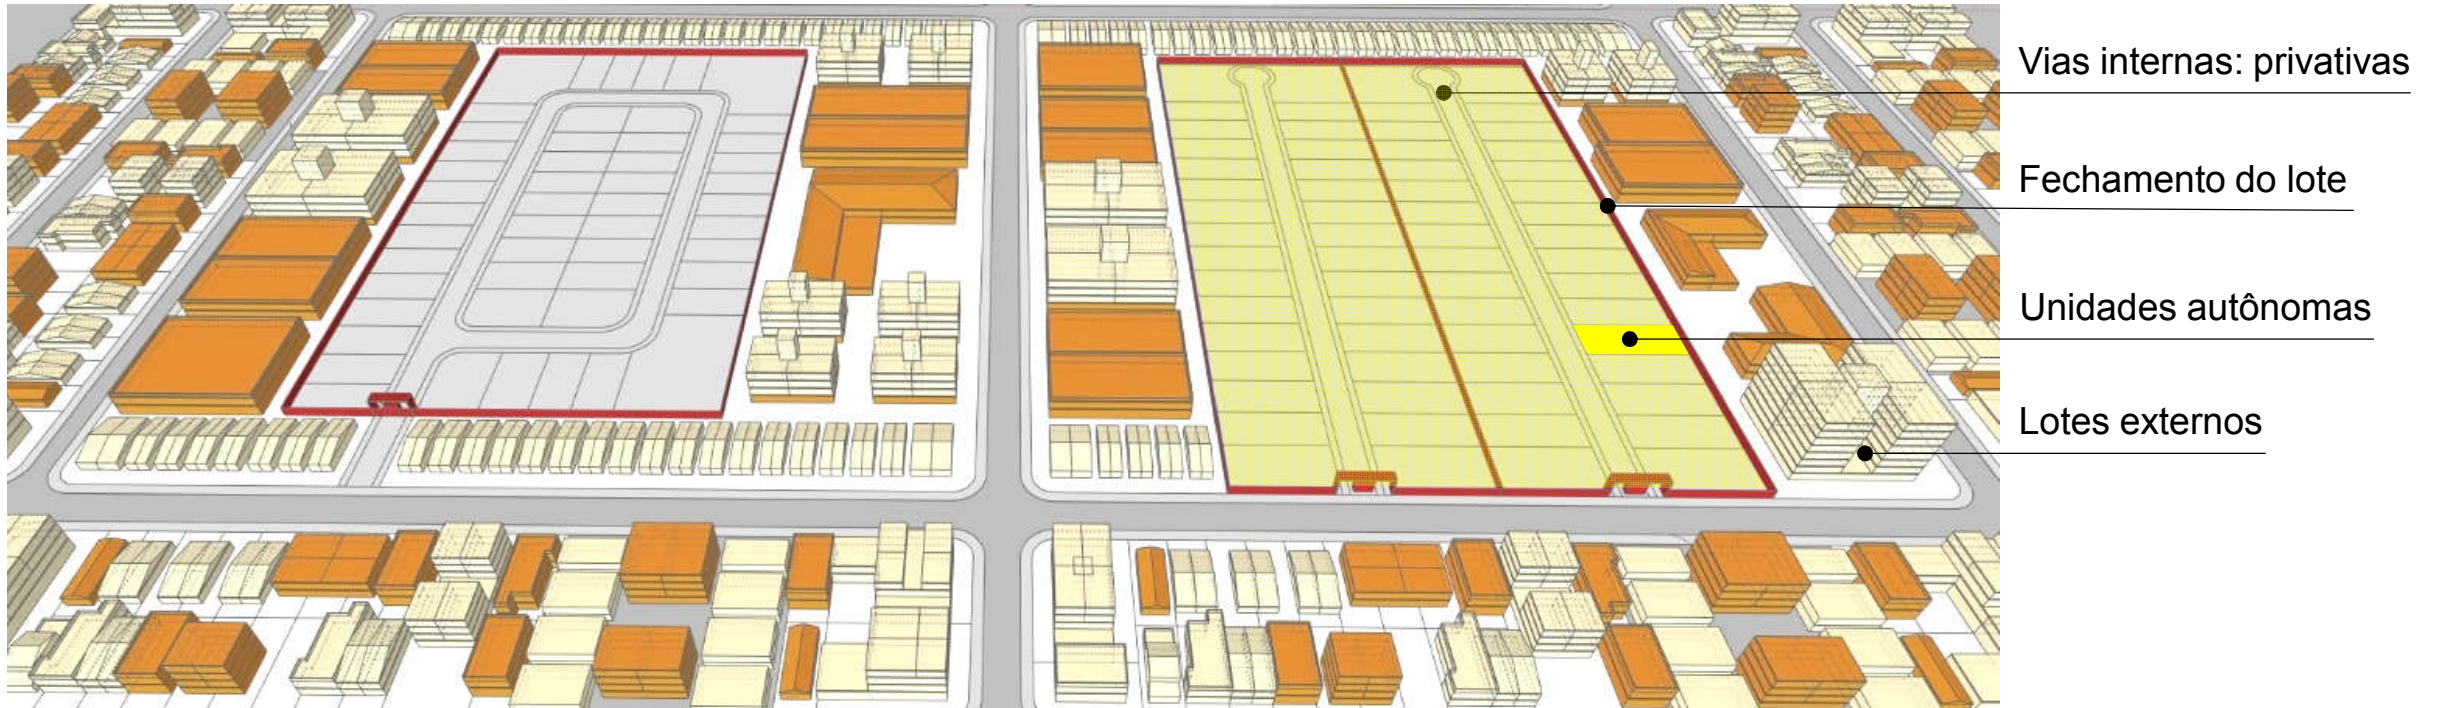 Vias internas: privativas
Fechamento do lote
Unidades autônomas
Lotes externos